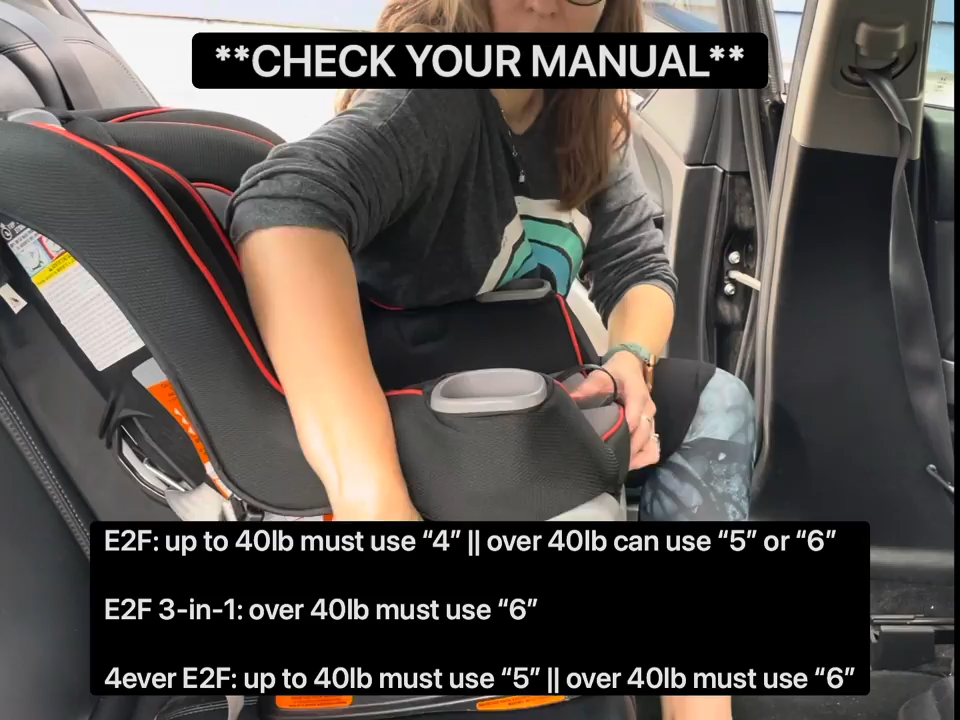 **CHECK YOUR MANUAL**
E2F: up to 40lb must use “4” || over 40lb can use “5” or “6”
E2F 3-in-1: over 40lb must use “6”
4ever E2F: up to 40lb must use “5” || over 40lb must use “6”